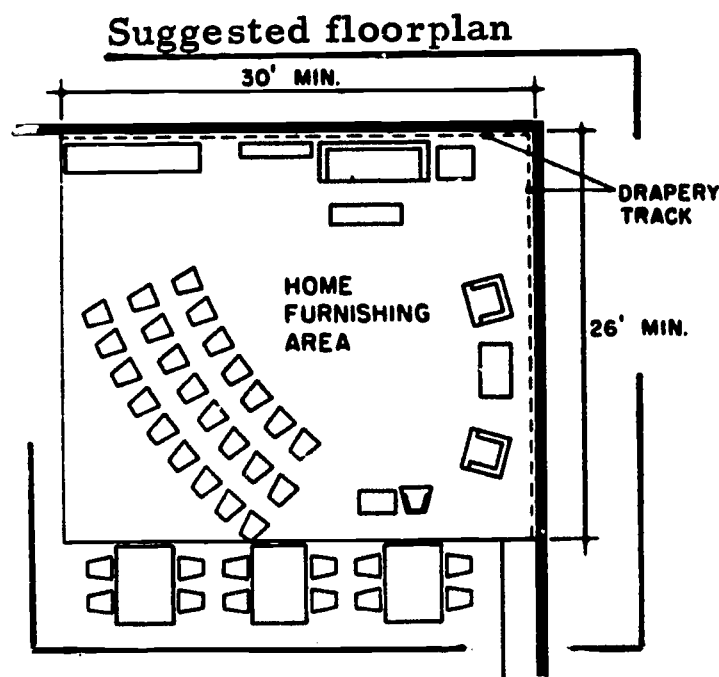 Suggested floorplan
30' MIN.
DRAPERY
TRACK
HOME
FURNISHING
AREA
26' MIN.